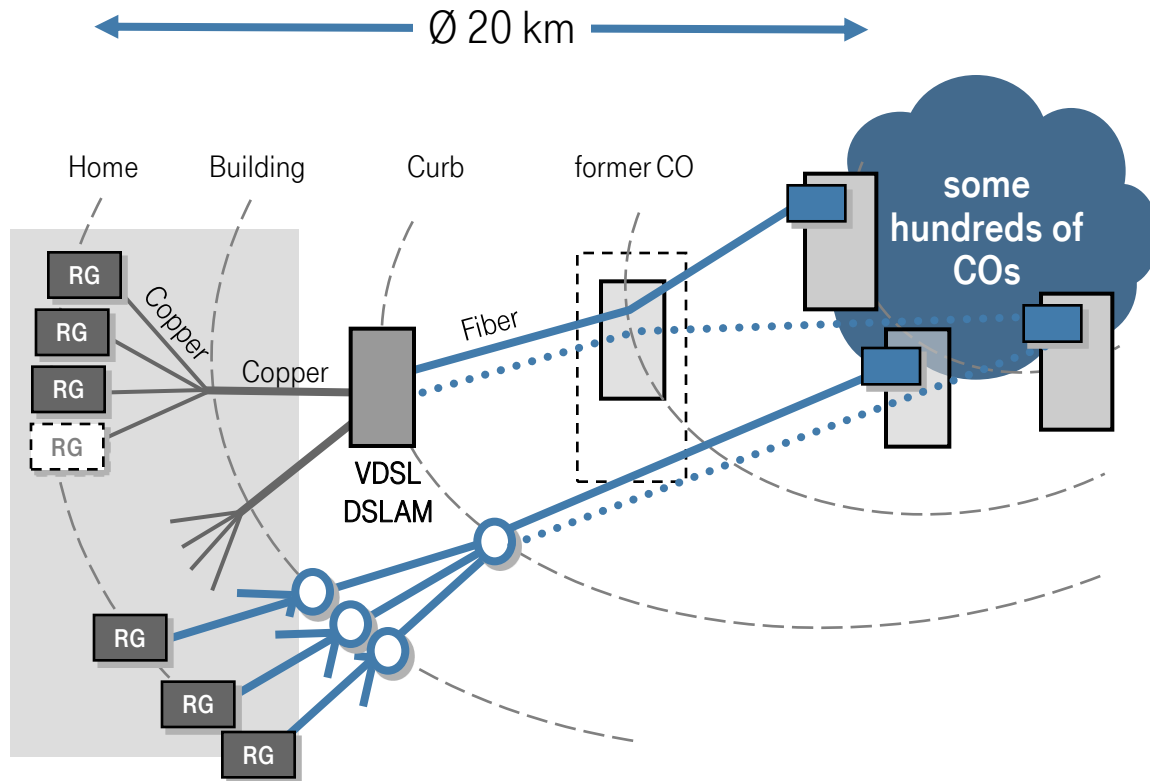 Ø 20 km
Home
Building
Curb
former CO
some
hundreds of
COs
RG
RG
RG
RG
Copper
Copper
Fiber
VDSL
DSLAM
RG
RG
RG